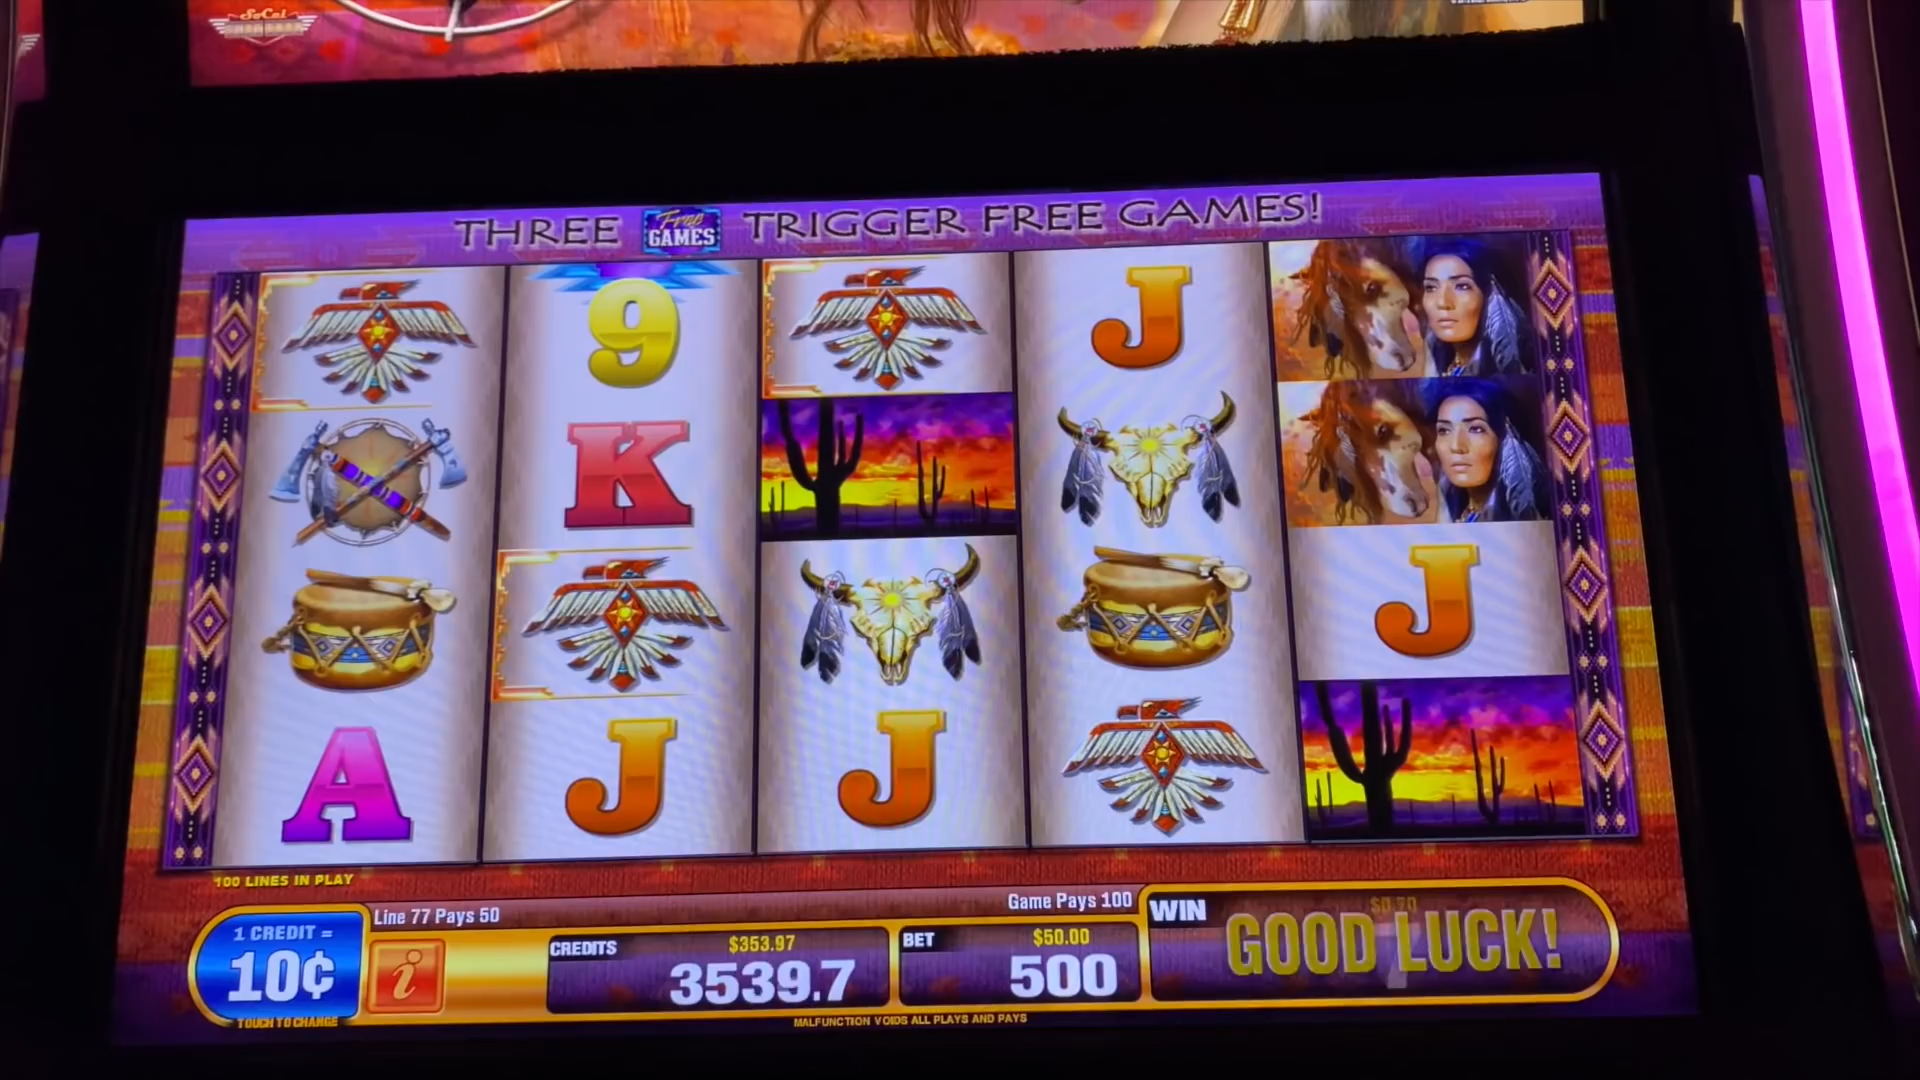 SoCal
THREE Free GAMES TRIGGER FREE GAMES!
9
J
K
J
A
J
J
100 LINES IN PLAY
Line 77 Pays 50
Game Pays 100
1 CREDIT =
10¢
TOUCH TO CHANGE
i
CREDITS
$353.97
3539.7
BET
$50.00
500
WIN
GOOD LUCK!
MALFUNCTION VOIDS ALL PLAYS AND PAYS